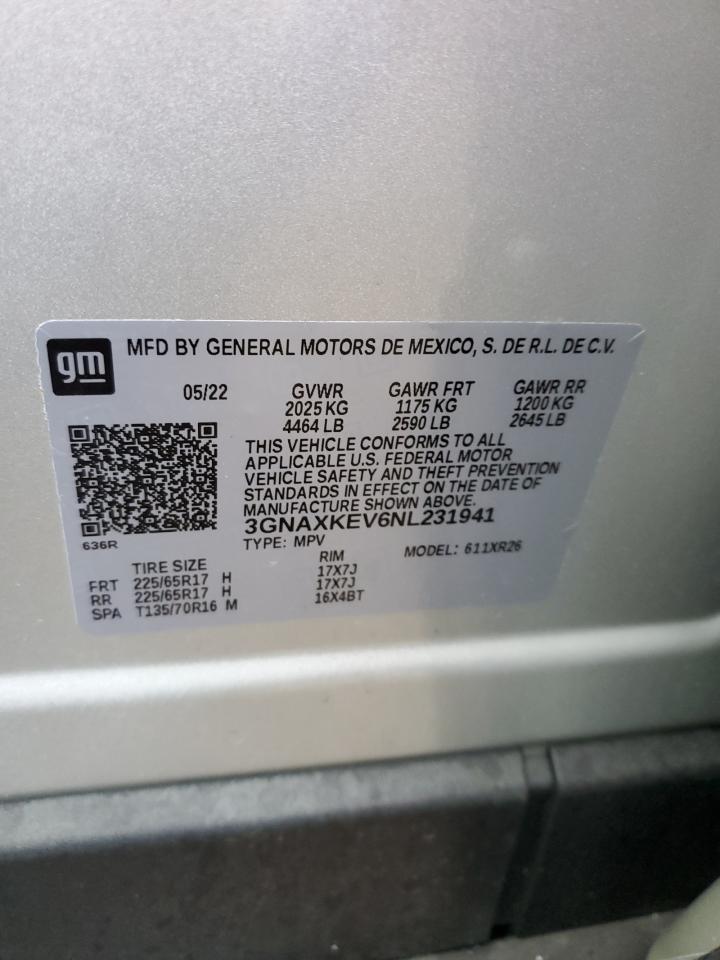 gm
MFD BY GENERAL MOTORS DE MEXICO, S. DE R.L. DE C.V.
05/22 GVWR GAWR FRT GAWR RR
2025 KG 1175 KG 1200 KG
4464 LB 2590 LB 2645 LB
THIS VEHICLE CONFORMS TO ALL
APPLICABLE U.S. FEDERAL MOTOR
VEHICLE SAFETY AND THEFT PREVENTION
STANDARDS IN EFFECT ON THE DATE OF
MANUFACTURE SHOWN ABOVE.
3GNAXKEV6NL231941
636R
TYPE: MPV MODEL: 611XR26
TIRE SIZE RIM
FRT 225/65R17 H 17X7J
RR 225/65R17 H 17X7J
SPA T135/70R16 M 16X4BT